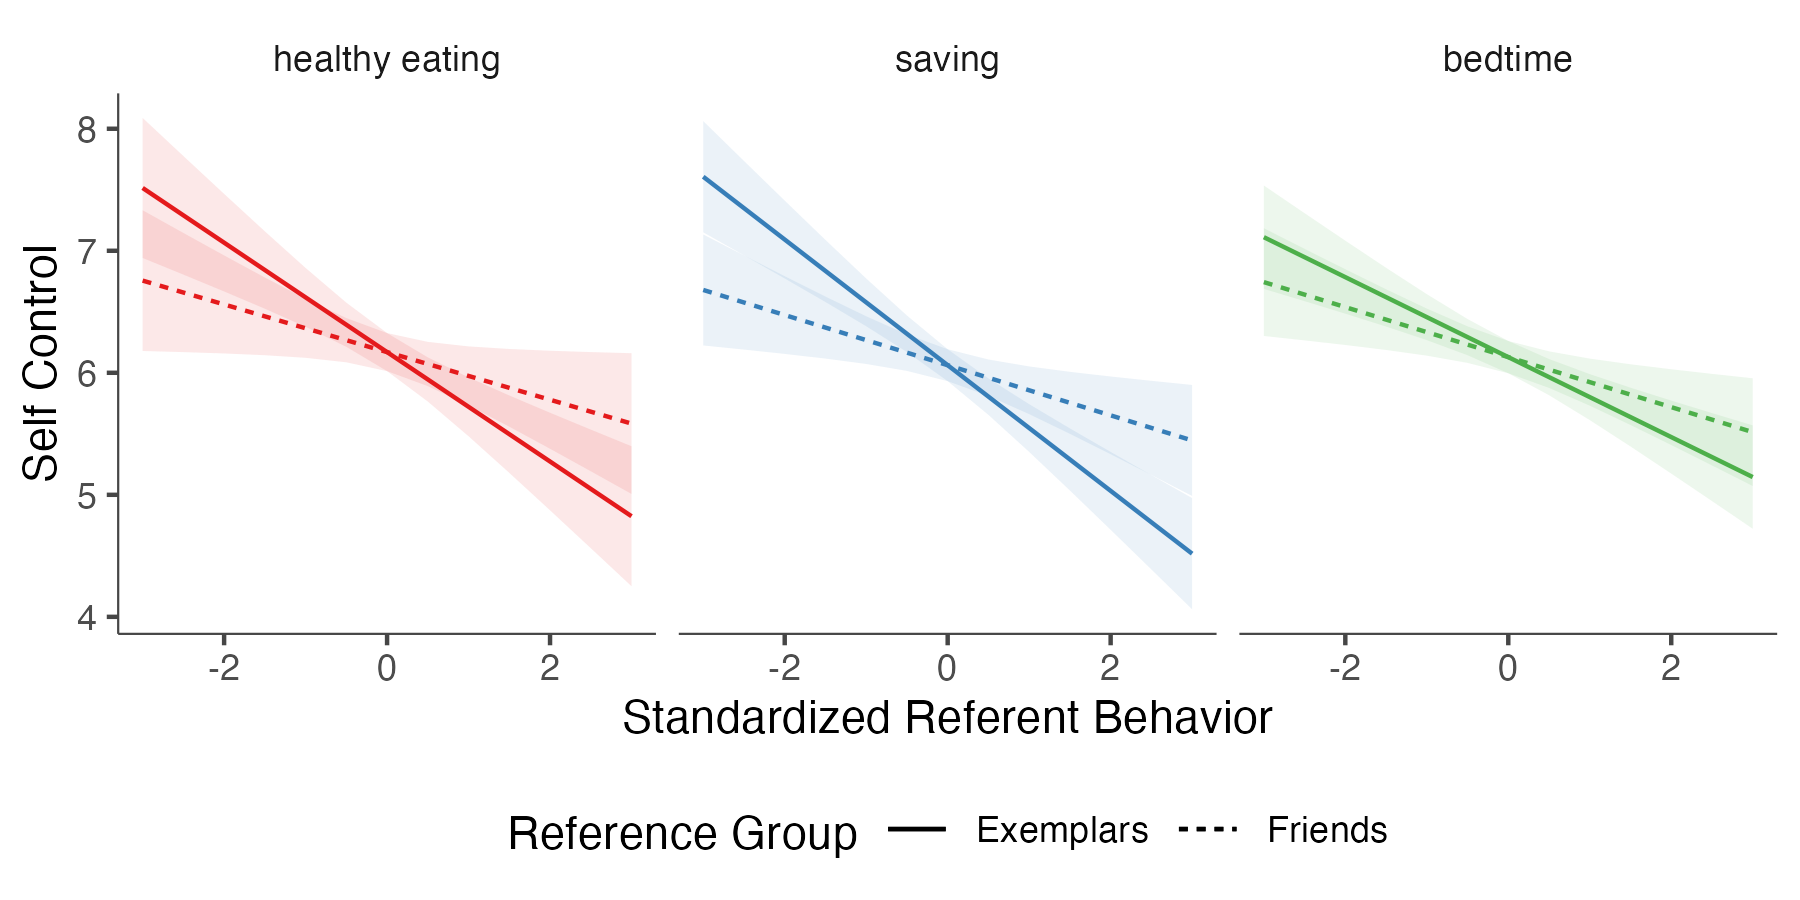 healthy eating saving bedtime
Self Control
8
7
6
5
4
-2 0 2 -2 0 2 -2 0 2
Standardized Referent Behavior
Reference Group Exemplars Friends